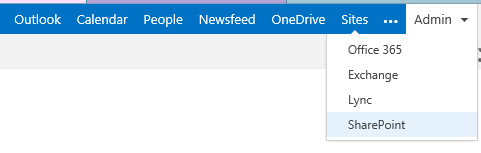 Outlook Calendar People Newsfeed OneDrive Sites ••• Admin
Office 365
Exchange
Lync
SharePoint